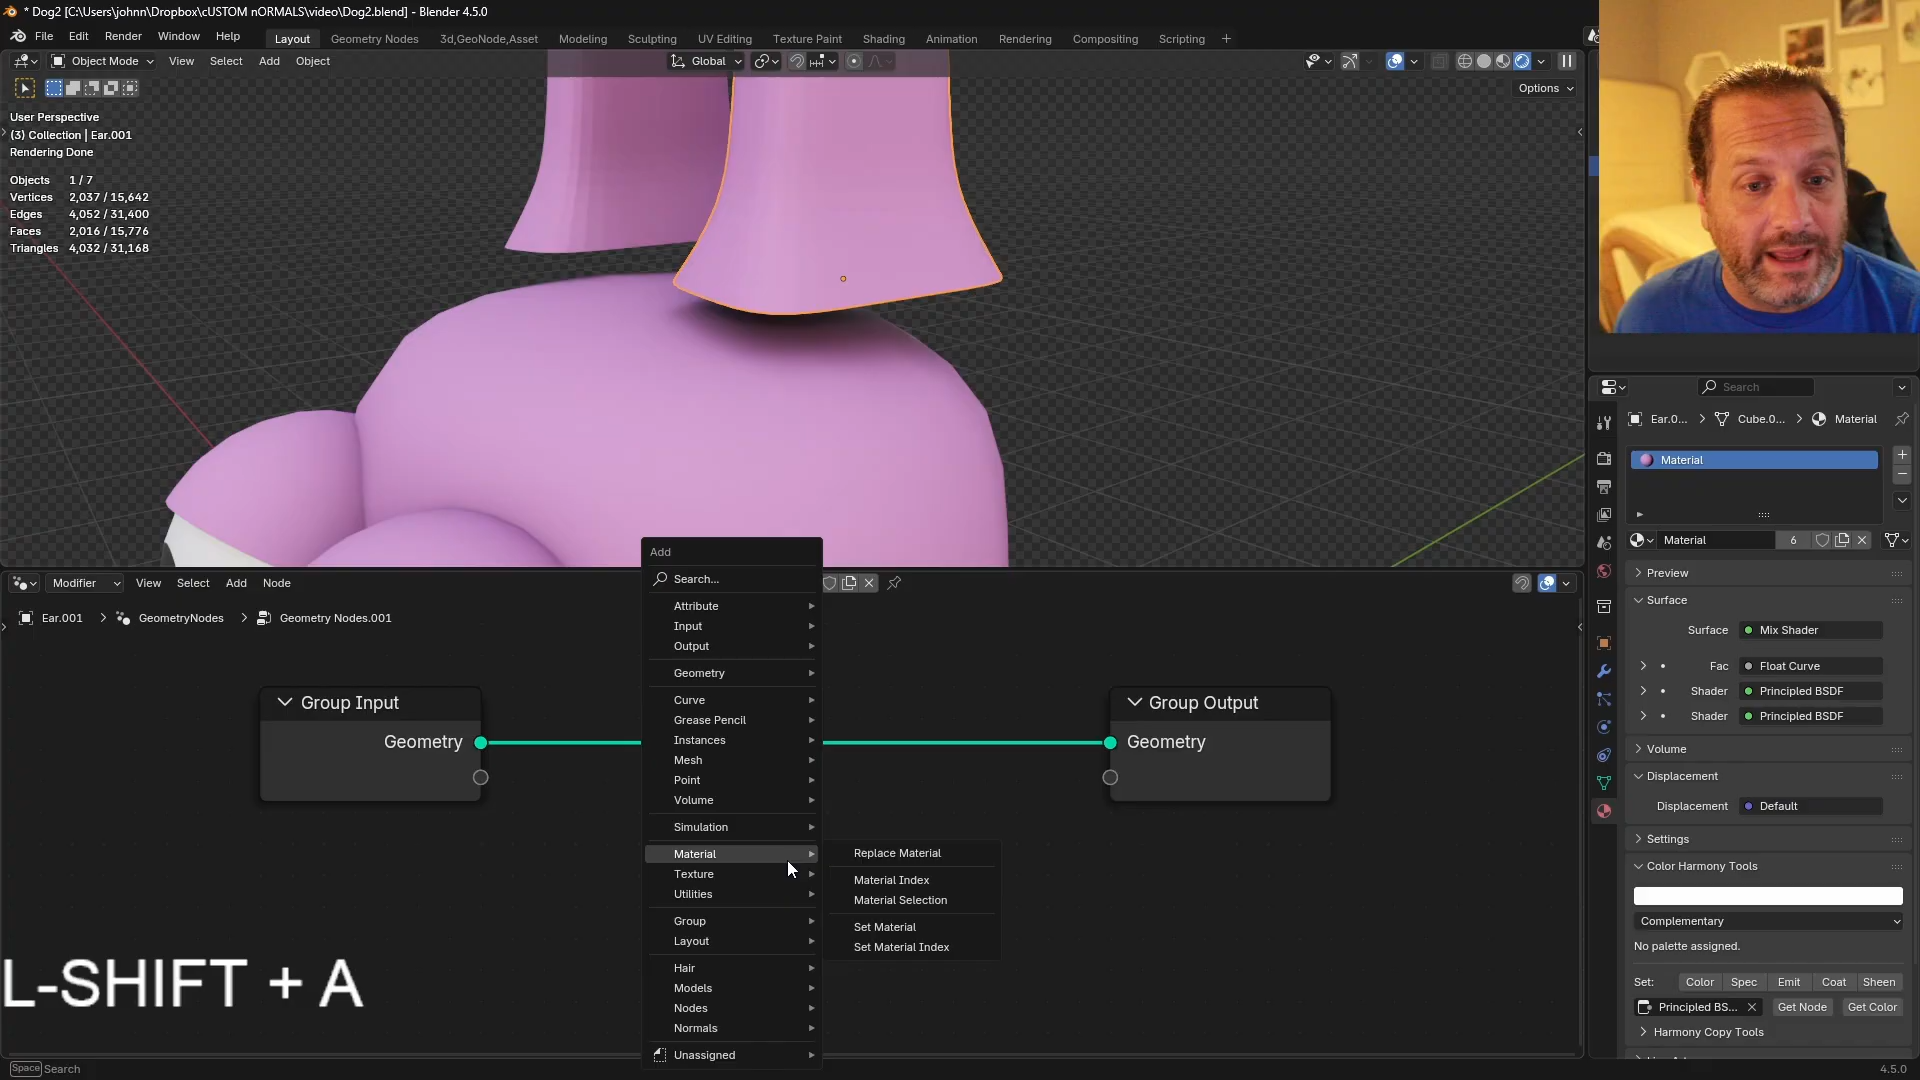 * Dog2 [C:\Users\johnn\Dropbox\cUSTOM nORMALS\video\Dog2.blend] - Blender 4.5.0
File Edit Render Window Help Layout Geometry Nodes 3d,GeoNode,Asset Modeling Sculpting UV Editing Texture Paint Shading Animation Rendering Compositing Scripting +
Object Mode View Select Add Object Global
Options
User Perspective
(3) Collection | Ear.001
Rendering Done
Objects 1 / 7
Vertices 2,037 / 15,642
Edges 4,052 / 31,400
Faces 2,016 / 15,776
Triangles 4,032 / 31,168
Modifier View Select Add Node
Ear.001 > GeometryNodes > Geometry Nodes.001
Group Input
Geometry
Group Output
Geometry
Add
Search...
Attribute
Input
Output
Geometry
Curve
Grease Pencil
Instances
Mesh
Point
Volume
Simulation
Material
Texture
Utilities
Group
Layout
Hair
Models
Nodes
Normals
Unassigned
Replace Material
Material Index
Material Selection
Set Material
Set Material Index
L-SHIFT + A
Search
Ear.0... > Cube.0... > Material
Material
Material 6
Preview
Surface
Surface Mix Shader
Fac Float Curve
Shader Principled BSDF
Shader Principled BSDF
Volume
Displacement
Displacement Default
Settings
Color Harmony Tools
Complementary
No palette assigned.
Set: Color Spec Emit Coat Sheen
Principled BS... Get Node Get Color
Harmony Copy Tools
Space Search
4.5.0